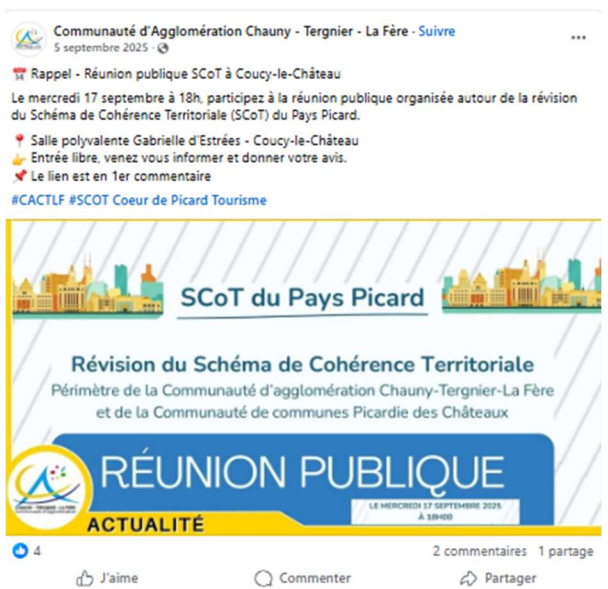 Communauté d'Agglomération Chauny - Tergnier - La Fère · Suivre
5 septembre 2025 ·
Rappel - Réunion publique SCoT à Coucy-le-Château
Le mercredi 17 septembre à 18h, participez à la réunion publique organisée autour de la révision
du Schéma de Cohérence Territoriale (SCoT) du Pays Picard.
Salle polyvalente Gabrielle d'Estrées - Coucy-le-Château
Entrée libre, venez vous informer et donner votre avis.
Le lien est en 1er commentaire
#CACTLF #SCOT Coeur de Picard Tourisme
SCoT du Pays Picard
Révision du Schéma de Cohérence Territoriale
Périmètre de la Communauté d'agglomération Chauny-Tergnier-La Fère
et de la Communauté de communes Picardie des Châteaux
RÉUNION PUBLIQUE
LE MERCREDI 17 SEPTEMBRE 2025
À 18H00
CHAUNY - TERGNIER - LA FÈRE
ACTUALITÉ
4
2 commentaires 1 partage
J'aime Commenter Partager